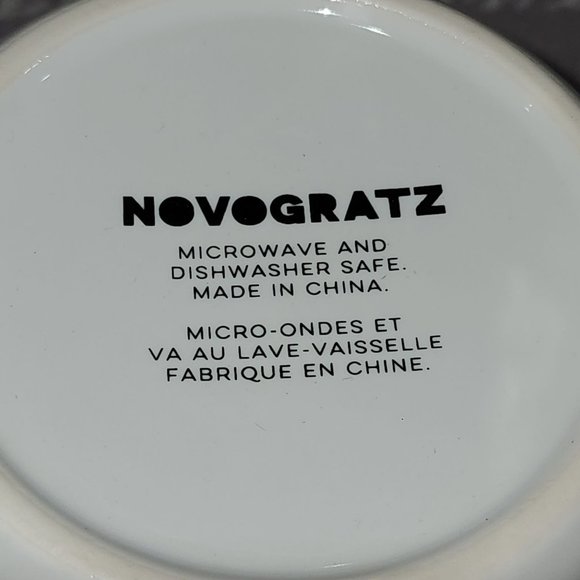 NOVOGRATZ
MICROWAVE AND
DISHWASHER SAFE.
MADE IN CHINA.
MICRO-ONDES ET
VA AU LAVE-VAISSELLE
FABRIQUE EN CHINE.